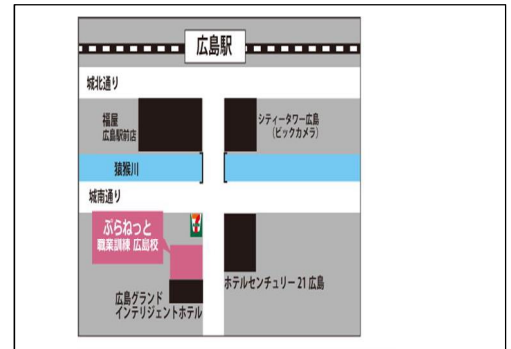 広島駅
城北通り
福屋
広島駅前店
シティータワー広島
(ビックカメラ)
猿猴川
城南通り
ぷらねっと
職業訓練 広島校
7
ホテルセンチュリー21広島
広島グランド
インテリジェントホテル